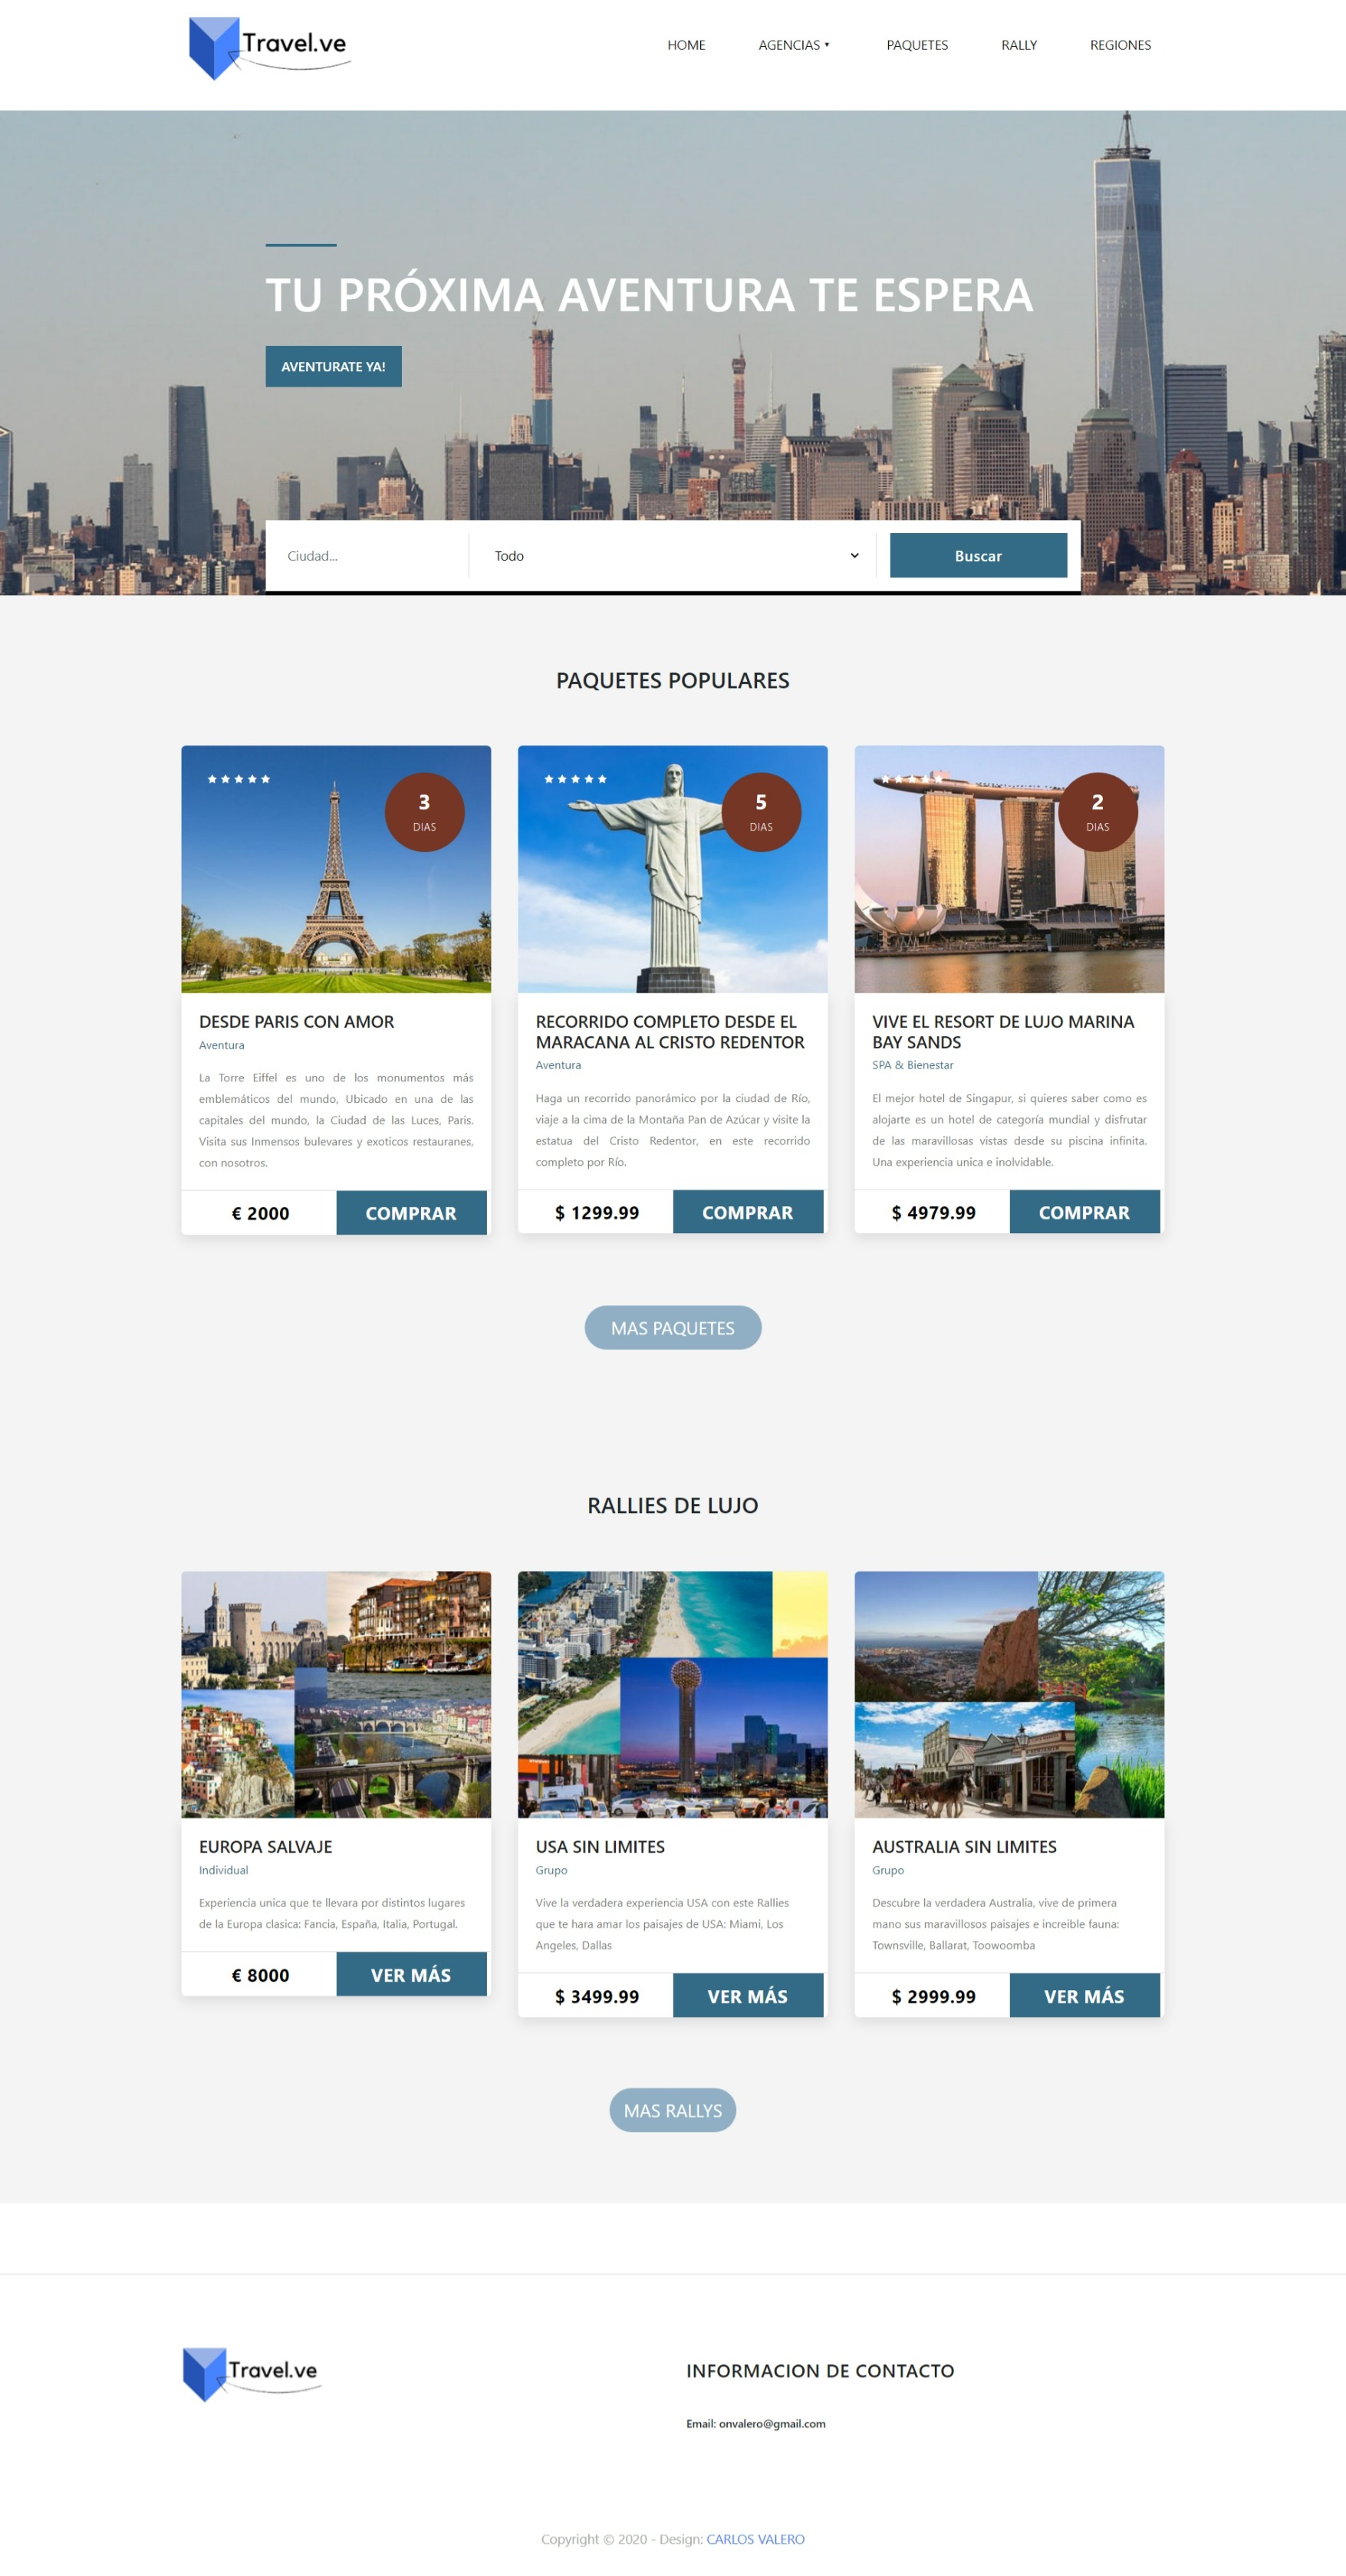 Travel.ve
HOME
AGENCIAS ▾
PAQUETES
RALLY
REGIONES
TU PRÓXIMA AVENTURA TE ESPERA
AVENTURATE YA!
Ciudad...
Todo
Buscar
PAQUETES POPULARES
3
DIAS
DESDE PARIS CON AMOR
Aventura
La Torre Eiffel es uno de los monumentos más
emblemáticos del mundo, Ubicado en una de las
capitales del mundo, la Ciudad de las Luces, Paris.
Visita sus Inmensos bulevares y exoticos restauranes,
con nosotros.
€ 2000
COMPRAR
5
DIAS
RECORRIDO COMPLETO DESDE EL
MARACANA AL CRISTO REDENTOR
Aventura
Haga un recorrido panorámico por la ciudad de Río,
viaje a la cima de la Montaña Pan de Azúcar y visite la
estatua del Cristo Redentor, en este recorrido
completo por Río.
$ 1299.99
COMPRAR
2
DIAS
VIVE EL RESORT DE LUJO MARINA
BAY SANDS
SPA & Bienestar
El mejor hotel de Singapur, si quieres saber como es
alojarte es un hotel de categoría mundial y disfrutar
de las maravillosas vistas desde su piscina infinita.
Una experiencia unica e inolvidable.
$ 4979.99
COMPRAR
MAS PAQUETES
RALLIES DE LUJO
EUROPA SALVAJE
Individual
Experiencia unica que te llevara por distintos lugares
de la Europa clasica: Fancia, España, Italia, Portugal.
€ 8000
VER MÁS
USA SIN LIMITES
Grupo
Vive la verdadera experiencia USA con este Rallies
que te hara amar los paisajes de USA: Miami, Los
Angeles, Dallas
$ 3499.99
VER MÁS
AUSTRALIA SIN LIMITES
Grupo
Descubre la verdadera Australia, vive de primera
mano sus maravillosos paisajes e increible fauna:
Townsville, Ballarat, Toowoomba
$ 2999.99
VER MÁS
MAS RALLYS
Travel.ve
INFORMACION DE CONTACTO
Email: onvalero@gmail.com
Copyright © 2020 - Design: CARLOS VALERO